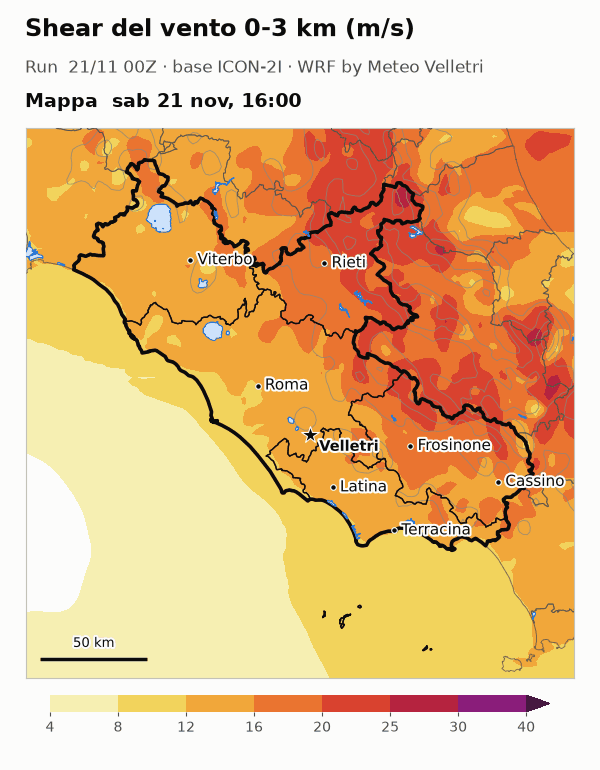 Shear del vento 0-3 km (m/s)
Run  21/11 00Z · base ICON-2I · WRF by Meteo Velletri
Mappa  sab 21 nov, 16:00
Viterbo
Rieti
Roma
Velletri
Frosinone
Latina
Cassino
Terracina
50 km
4 8 12 16 20 25 30 40